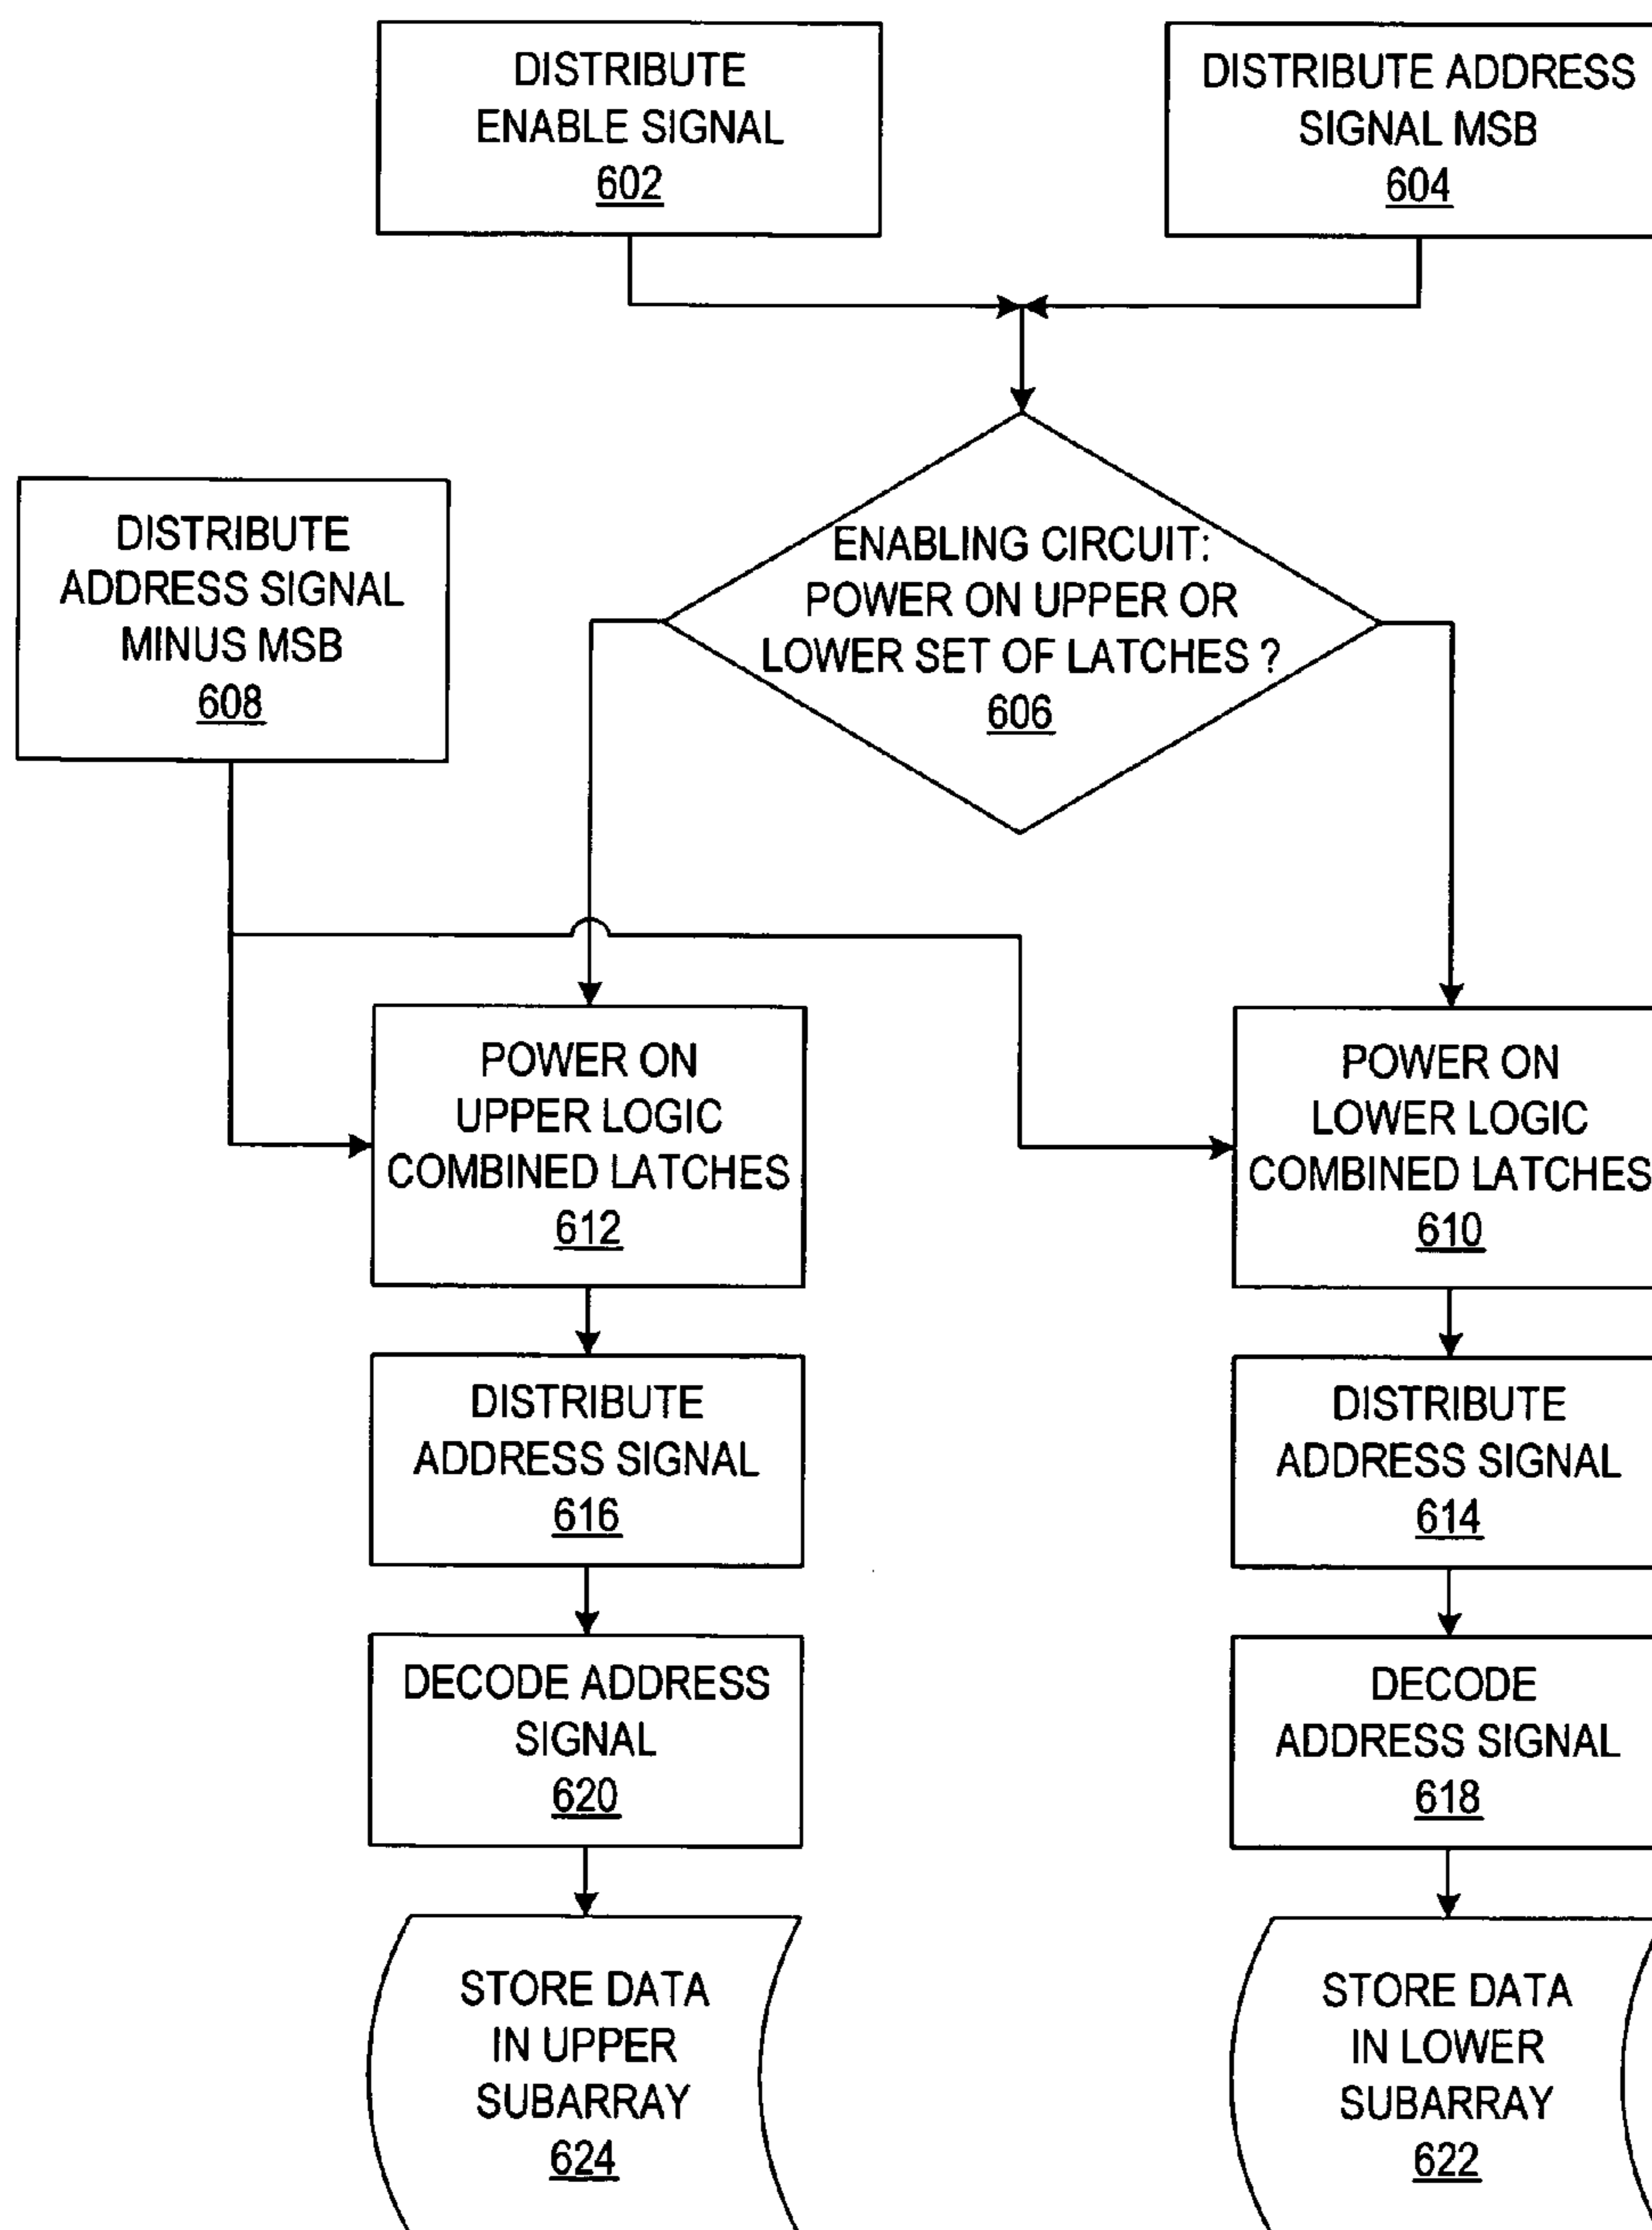 DISTRIBUTE
ENABLE SIGNAL
602
DISTRIBUTE ADDRESS
SIGNAL MSB
604
DISTRIBUTE
ADDRESS SIGNAL
MINUS MSB
608
ENABLING CIRCUIT:
POWER ON UPPER OR
LOWER SET OF LATCHES ?
606
POWER ON
UPPER LOGIC
COMBINED LATCHES
612
POWER ON
LOWER LOGIC
COMBINED LATCHES
610
DISTRIBUTE
ADDRESS SIGNAL
616
DISTRIBUTE
ADDRESS SIGNAL
614
DECODE ADDRESS
SIGNAL
620
DECODE
ADDRESS SIGNAL
618
STORE DATA
IN UPPER
SUBARRAY
624
STORE DATA
IN LOWER
SUBARRAY
622